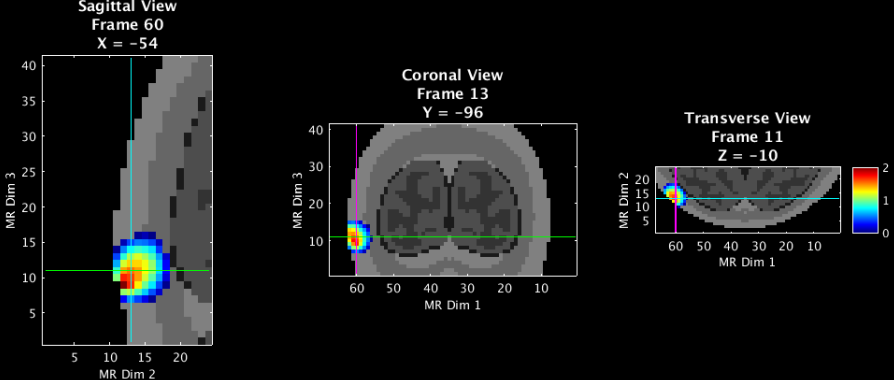 Sagittal View
Frame 60
X = -54
MR Dim 3
40
35
30
25
20
15
10
5
5 10 15 20
MR Dim 2
Coronal View
Frame 13
Y = -96
MR Dim 3
40
30
20
10
60 50 40 30 20 10
MR Dim 1
Transverse View
Frame 11
Z = -10
MR Dim 2
20
15
10
5
60 50 40 30 20 10
MR Dim 1
2
1
0